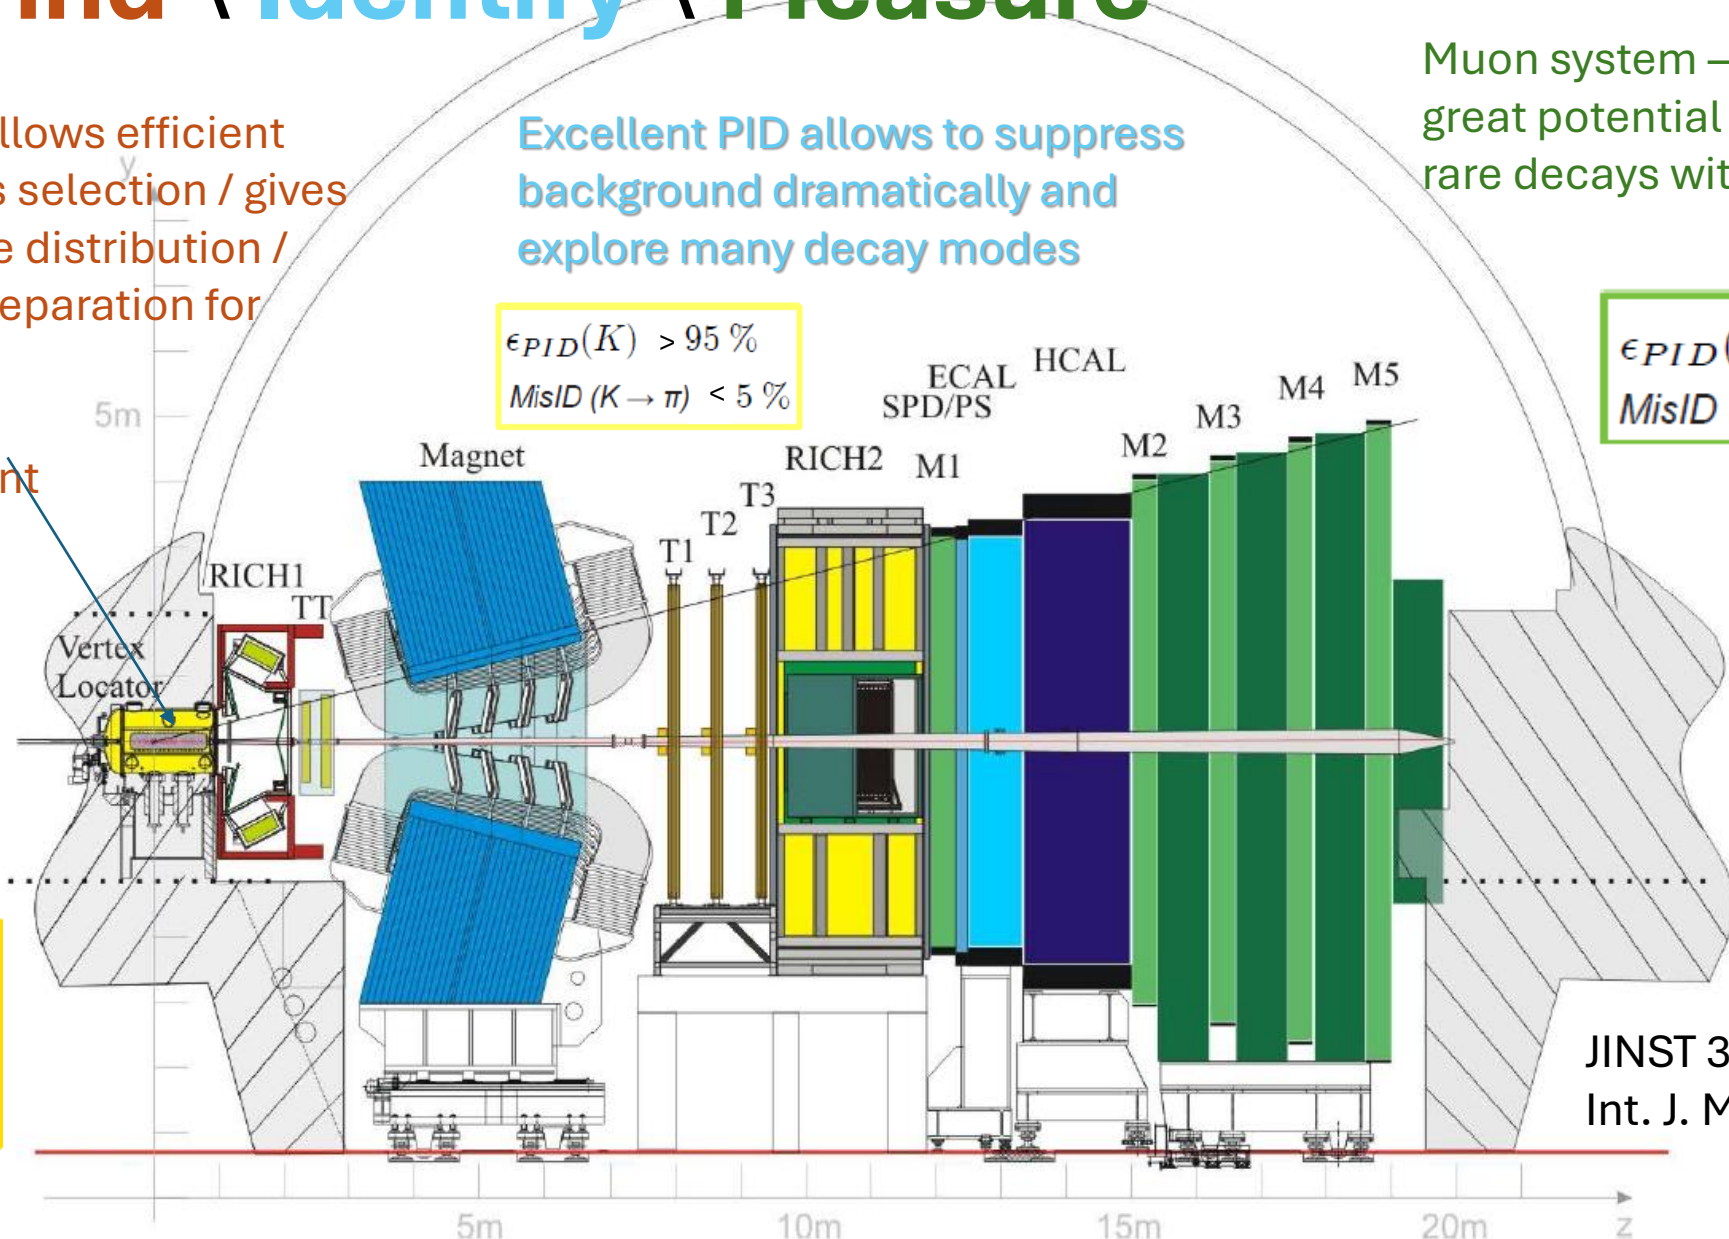 ind \ Identify \ Measure
llows efficient
s selection / gives
e distribution /
eparation for
nt
Excellent PID allows to suppress
background dramatically and
explore many decay modes
Muon system –
great potential
rare decays wit
ϵPID(K) > 95 %
MisID (K → π) < 5 %
ϵPID(
MisID
y
5m
Magnet
RICH1
TT
Vertex
Locator
T1
T2
T3
RICH2
M1
SPD/PS
ECAL
HCAL
M2
M3
M4
M5
JINST 3
Int. J. M
5m
10m
15m
20m
z